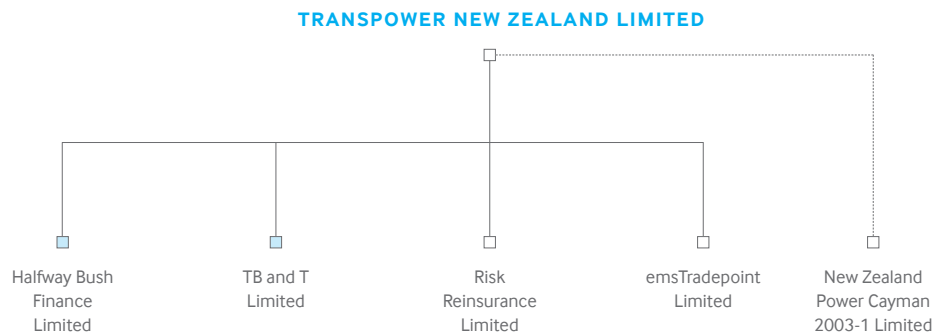 TRANSPOWER NEW ZEALAND LIMITED
Halfway Bush
Finance
Limited
TB and T
Limited
Risk
Reinsurance
Limited
emsTradepoint
Limited
New Zealand
Power Cayman
2003-1 Limited